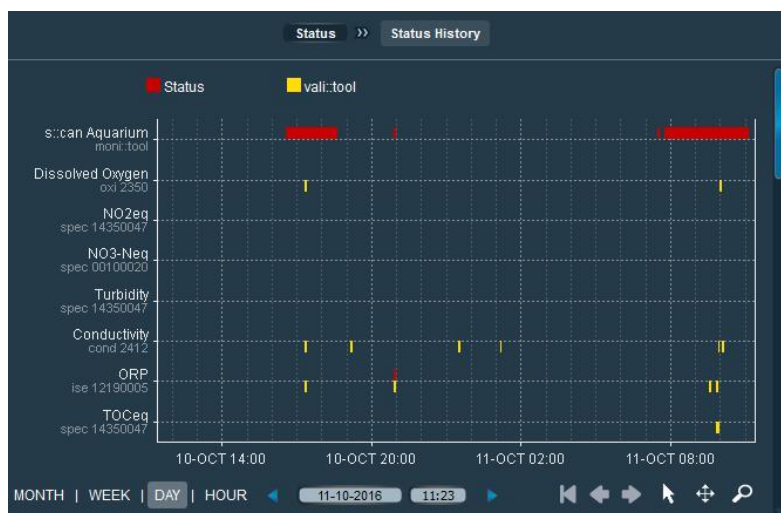 Status » Status History
Status vali::tool
s::can Aquarium
moni::tool
Dissolved Oxygen
oxi 2350
NO2eq
spec 14350047
NO3-Neq
spec 00100020
Turbidity
spec 14350047
Conductivity
cond 2412
ORP
ise 12190005
TOCeq
spec 14350047
10-OCT 14:00 10-OCT 20:00 11-OCT 02:00 11-OCT 08:00
MONTH | WEEK | DAY | HOUR 11-10-2016 11:23